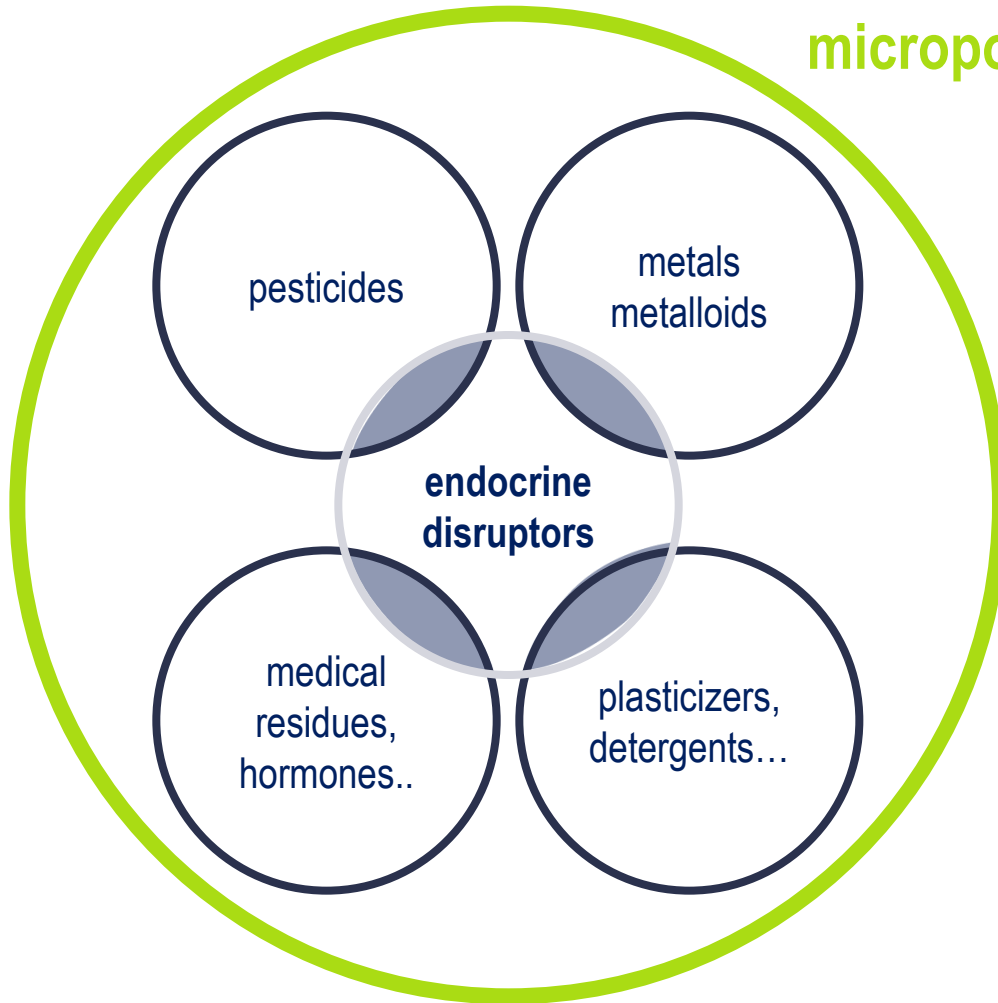 micropo
pesticides
metals
metalloids
endocrine
disruptors
medical
residues,
hormones..
plasticizers,
detergents…